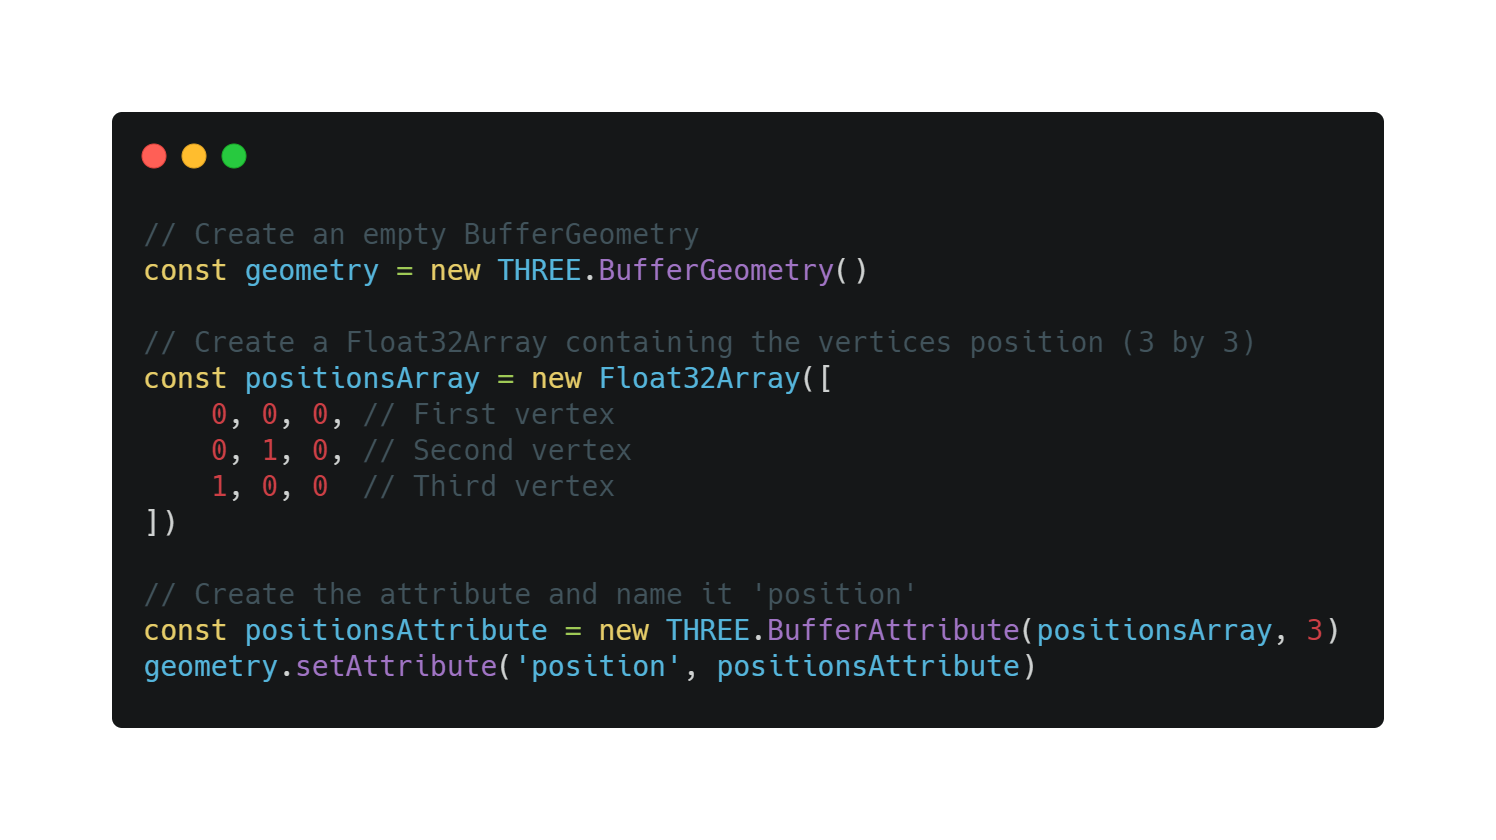 // Create an empty BufferGeometry
const geometry = new THREE.BufferGeometry()
// Create a Float32Array containing the vertices position (3 by 3)
const positionsArray = new Float32Array([
    0, 0, 0, // First vertex
    0, 1, 0, // Second vertex
    1, 0, 0  // Third vertex
])
// Create the attribute and name it 'position'
const positionsAttribute = new THREE.BufferAttribute(positionsArray, 3)
geometry.setAttribute('position', positionsAttribute)